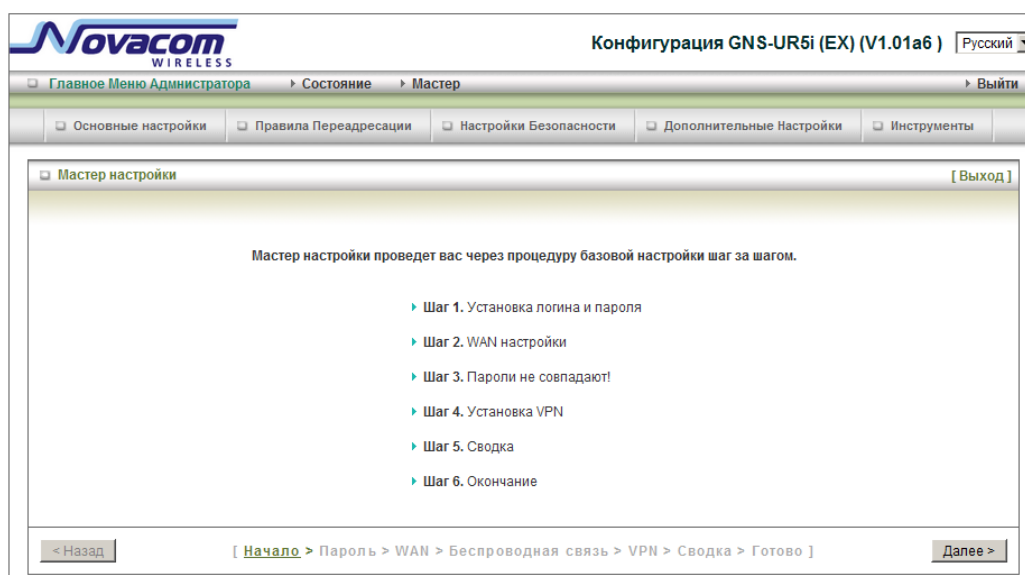 Novacom
WIRELESS
Конфигурация GNS-UR5i (EX) (V1.01a6 ) Русский
Главное Меню Адмнистратора Состояние Мастер Выйти
Основные настройки Правила Переадресации Настройки Безопасности Дополнительные Настройки Инструменты
Мастер настройки [ Выход ]
Мастер настройки проведет вас через процедуру базовой настройки шаг за шагом.
Шаг 1. Установка логина и пароля
Шаг 2. WAN настройки
Шаг 3. Пароли не совпадают!
Шаг 4. Установка VPN
Шаг 5. Сводка
Шаг 6. Окончание
< Назад [ Начало > Пароль > WAN > Беспроводная связь > VPN > Сводка > Готово ] Далее >